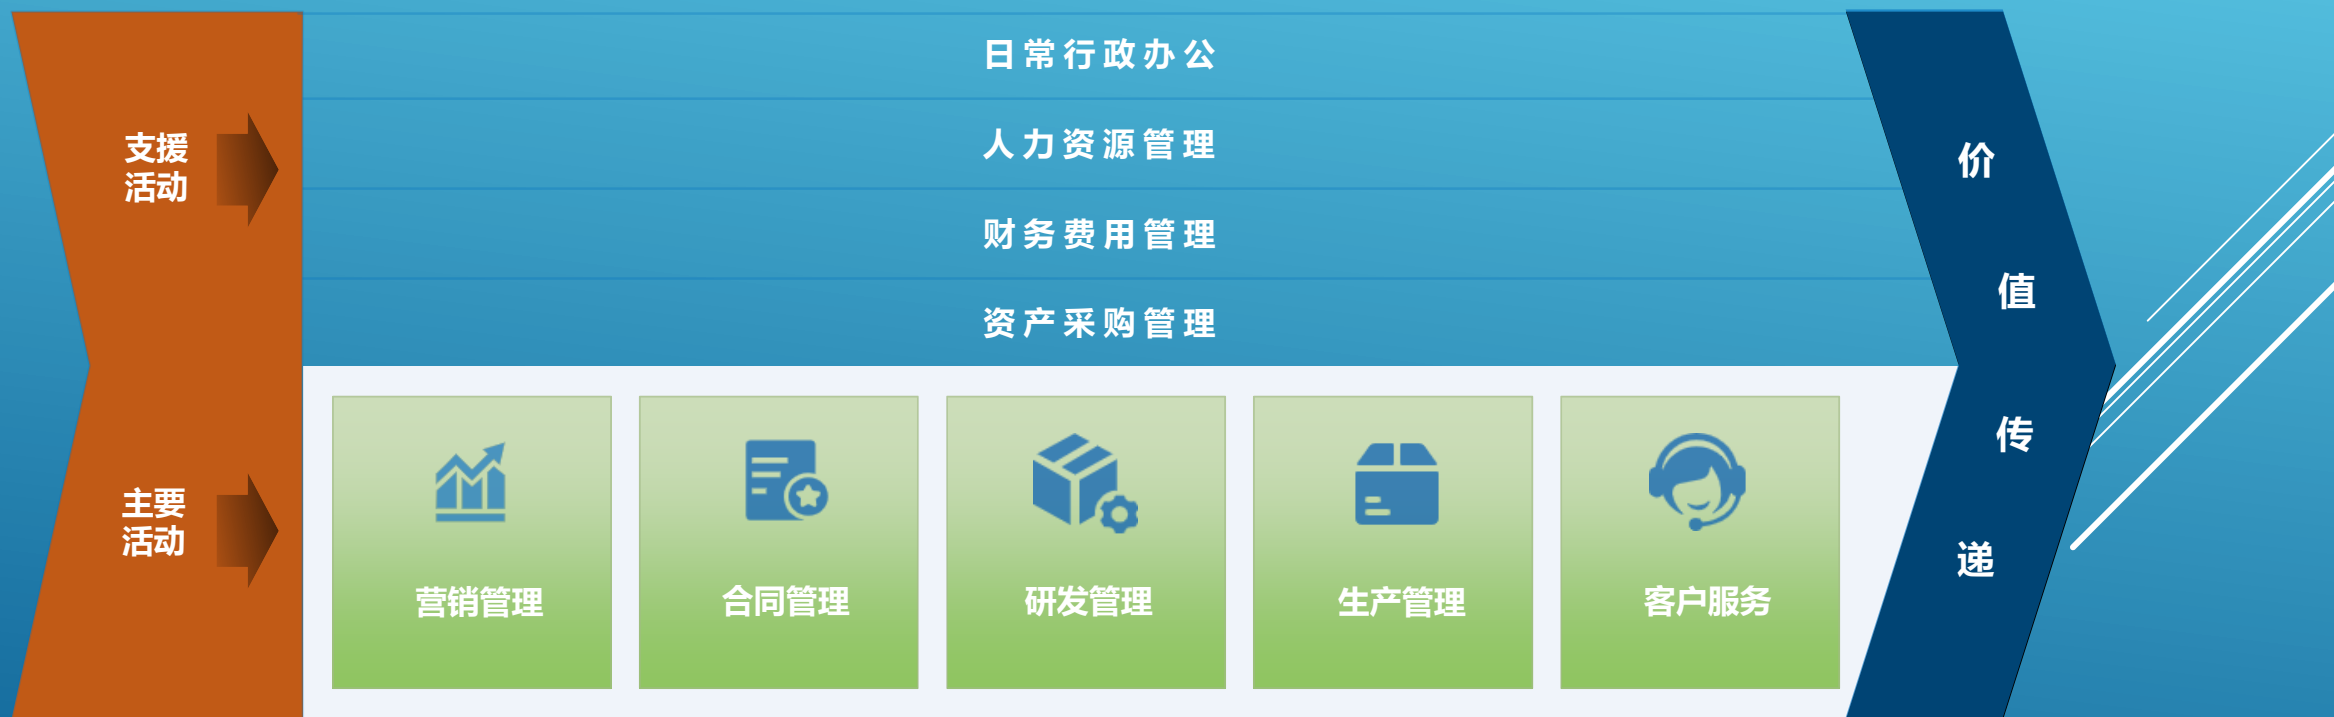 日常行政办公
人力资源管理
财务费用管理
资产采购管理
支援
活动
主要
活动
营销管理
合同管理
研发管理
生产管理
客户服务
价
值
传
递